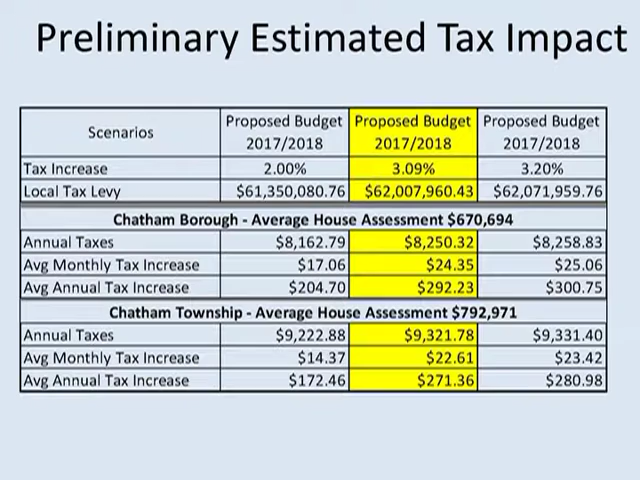 Preliminary Estimated Tax Impact
Scenarios Proposed Budget 2017/2018 Proposed Budget 2017/2018 Proposed Budget 2017/2018
Tax Increase 2.00% 3.09% 3.20%
Local Tax Levy $61,350,080.76 $62,007,960.43 $62,071,959.76
Chatham Borough - Average House Assessment $670,694
Annual Taxes $8,162.79 $8,250.32 $8,258.83
Avg Monthly Tax Increase $17.06 $24.35 $25.06
Avg Annual Tax Increase $204.70 $292.23 $300.75
Chatham Township - Average House Assessment $792,971
Annual Taxes $9,222.88 $9,321.78 $9,331.40
Avg Monthly Tax Increase $14.37 $22.61 $23.42
Avg Annual Tax Increase $172.46 $271.36 $280.98